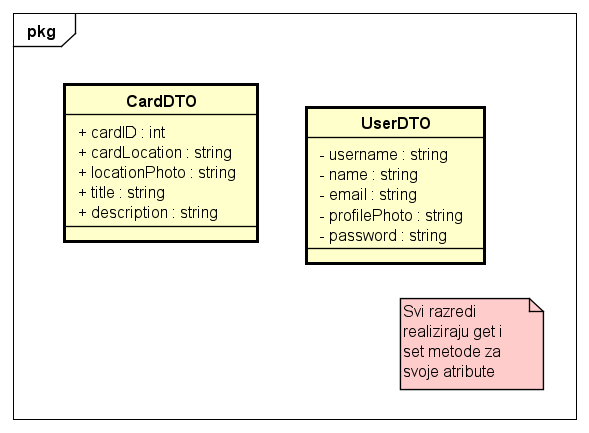 pkg
CardDTO
+ cardID : int
+ cardLocation : string
+ locationPhoto : string
+ title : string
+ description : string
UserDTO
- username : string
- name : string
- email : string
- profilePhoto : string
- password : string
Svi razredi
realiziraju get i
set metode za
svoje atribute